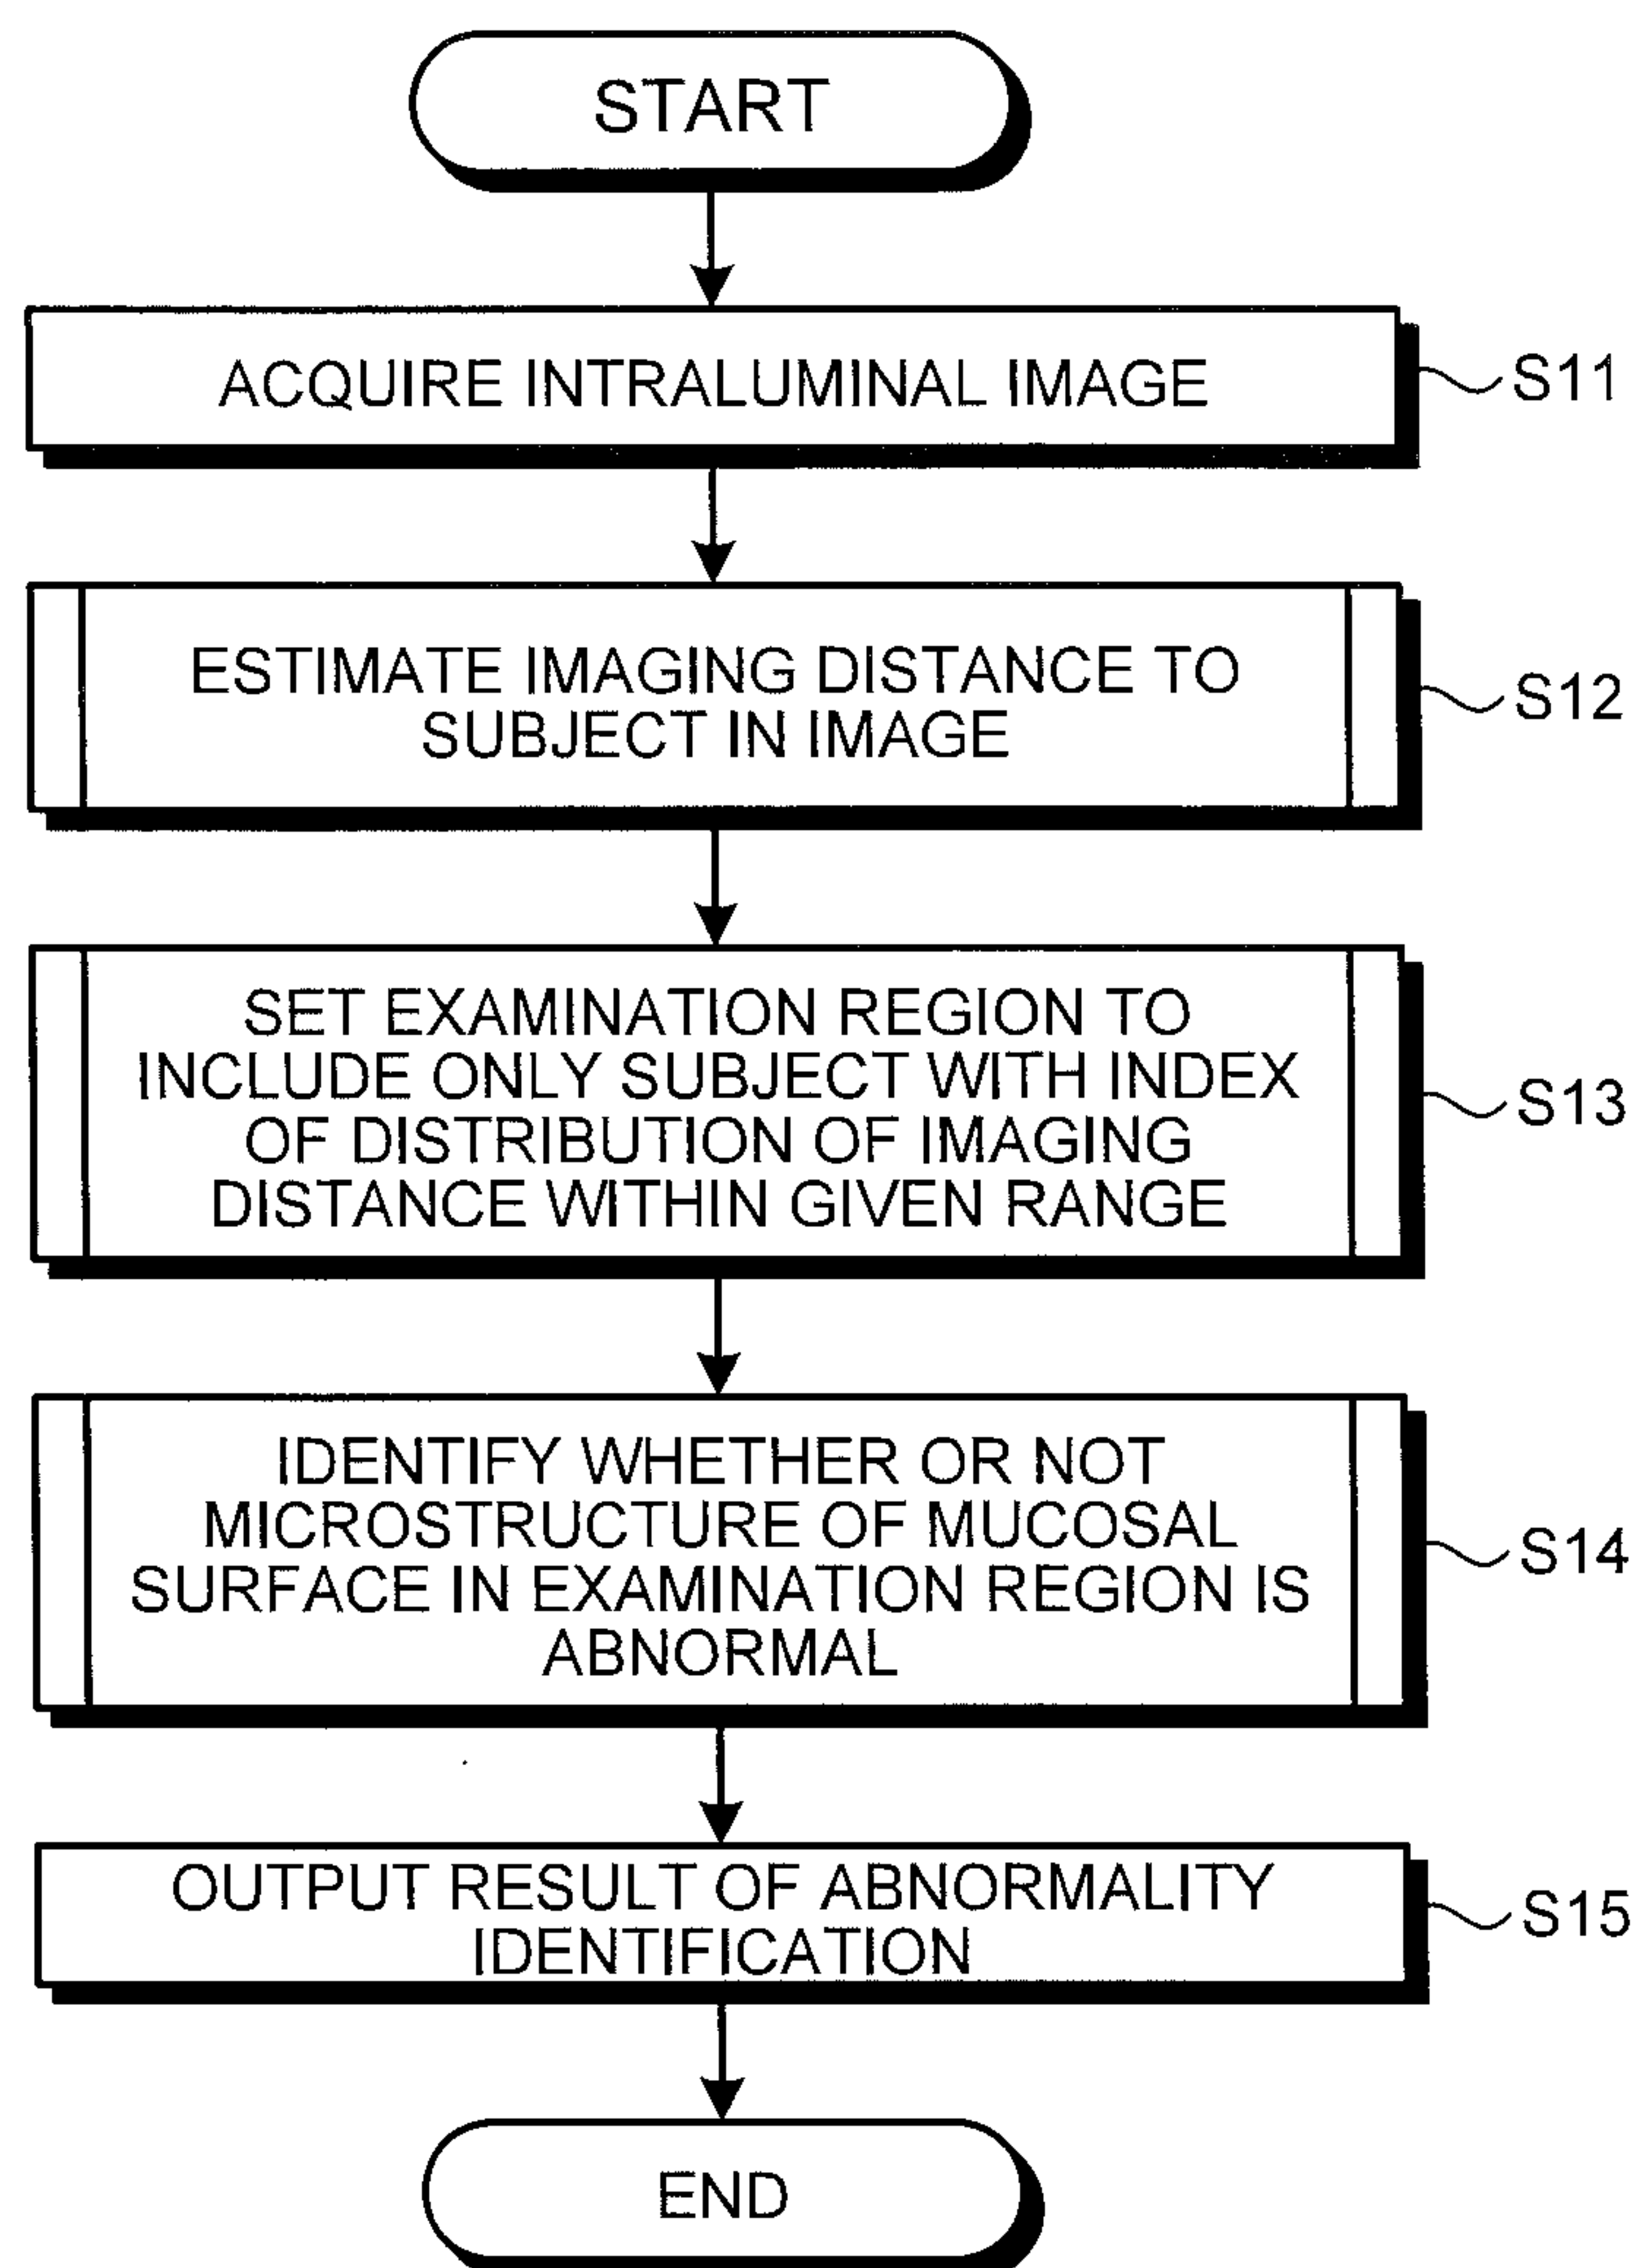 START
ACQUIRE INTRALUMINAL IMAGE
S11
ESTIMATE IMAGING DISTANCE TO
SUBJECT IN IMAGE
S12
SET EXAMINATION REGION TO
INCLUDE ONLY SUBJECT WITH INDEX
OF DISTRIBUTION OF IMAGING
DISTANCE WITHIN GIVEN RANGE
S13
IDENTIFY WHETHER OR NOT
MICROSTRUCTURE OF MUCOSAL
SURFACE IN EXAMINATION REGION IS
ABNORMAL
S14
OUTPUT RESULT OF ABNORMALITY
IDENTIFICATION
S15
END